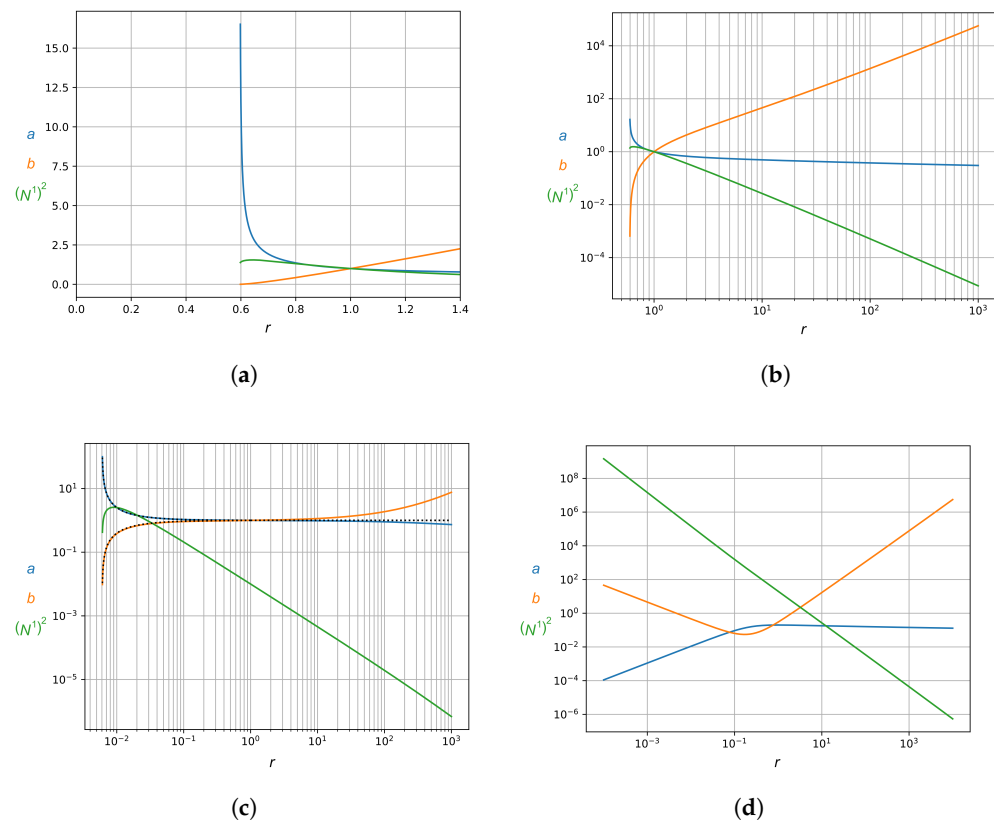 15.0
12.5
10.0
7.5
5.0
2.5
0.0
a
b
(N¹)²
0.0 0.2 0.4 0.6 0.8 1.0 1.2 1.4
r
(a)
10⁴
10²
10⁰
10⁻²
10⁻⁴
a
b
(N¹)²
10⁰ 10¹ 10² 10³
r
(b)
10¹
10⁻¹
10⁻³
10⁻⁵
a
b
(N¹)²
10⁻² 10⁻¹ 10⁰ 10¹ 10² 10³
r
(c)
10⁸
10⁶
10⁴
10²
10⁰
10⁻²
10⁻⁴
10⁻⁶
a
b
(N¹)²
10⁻³ 10⁻¹ 10¹ 10³
r
(d)